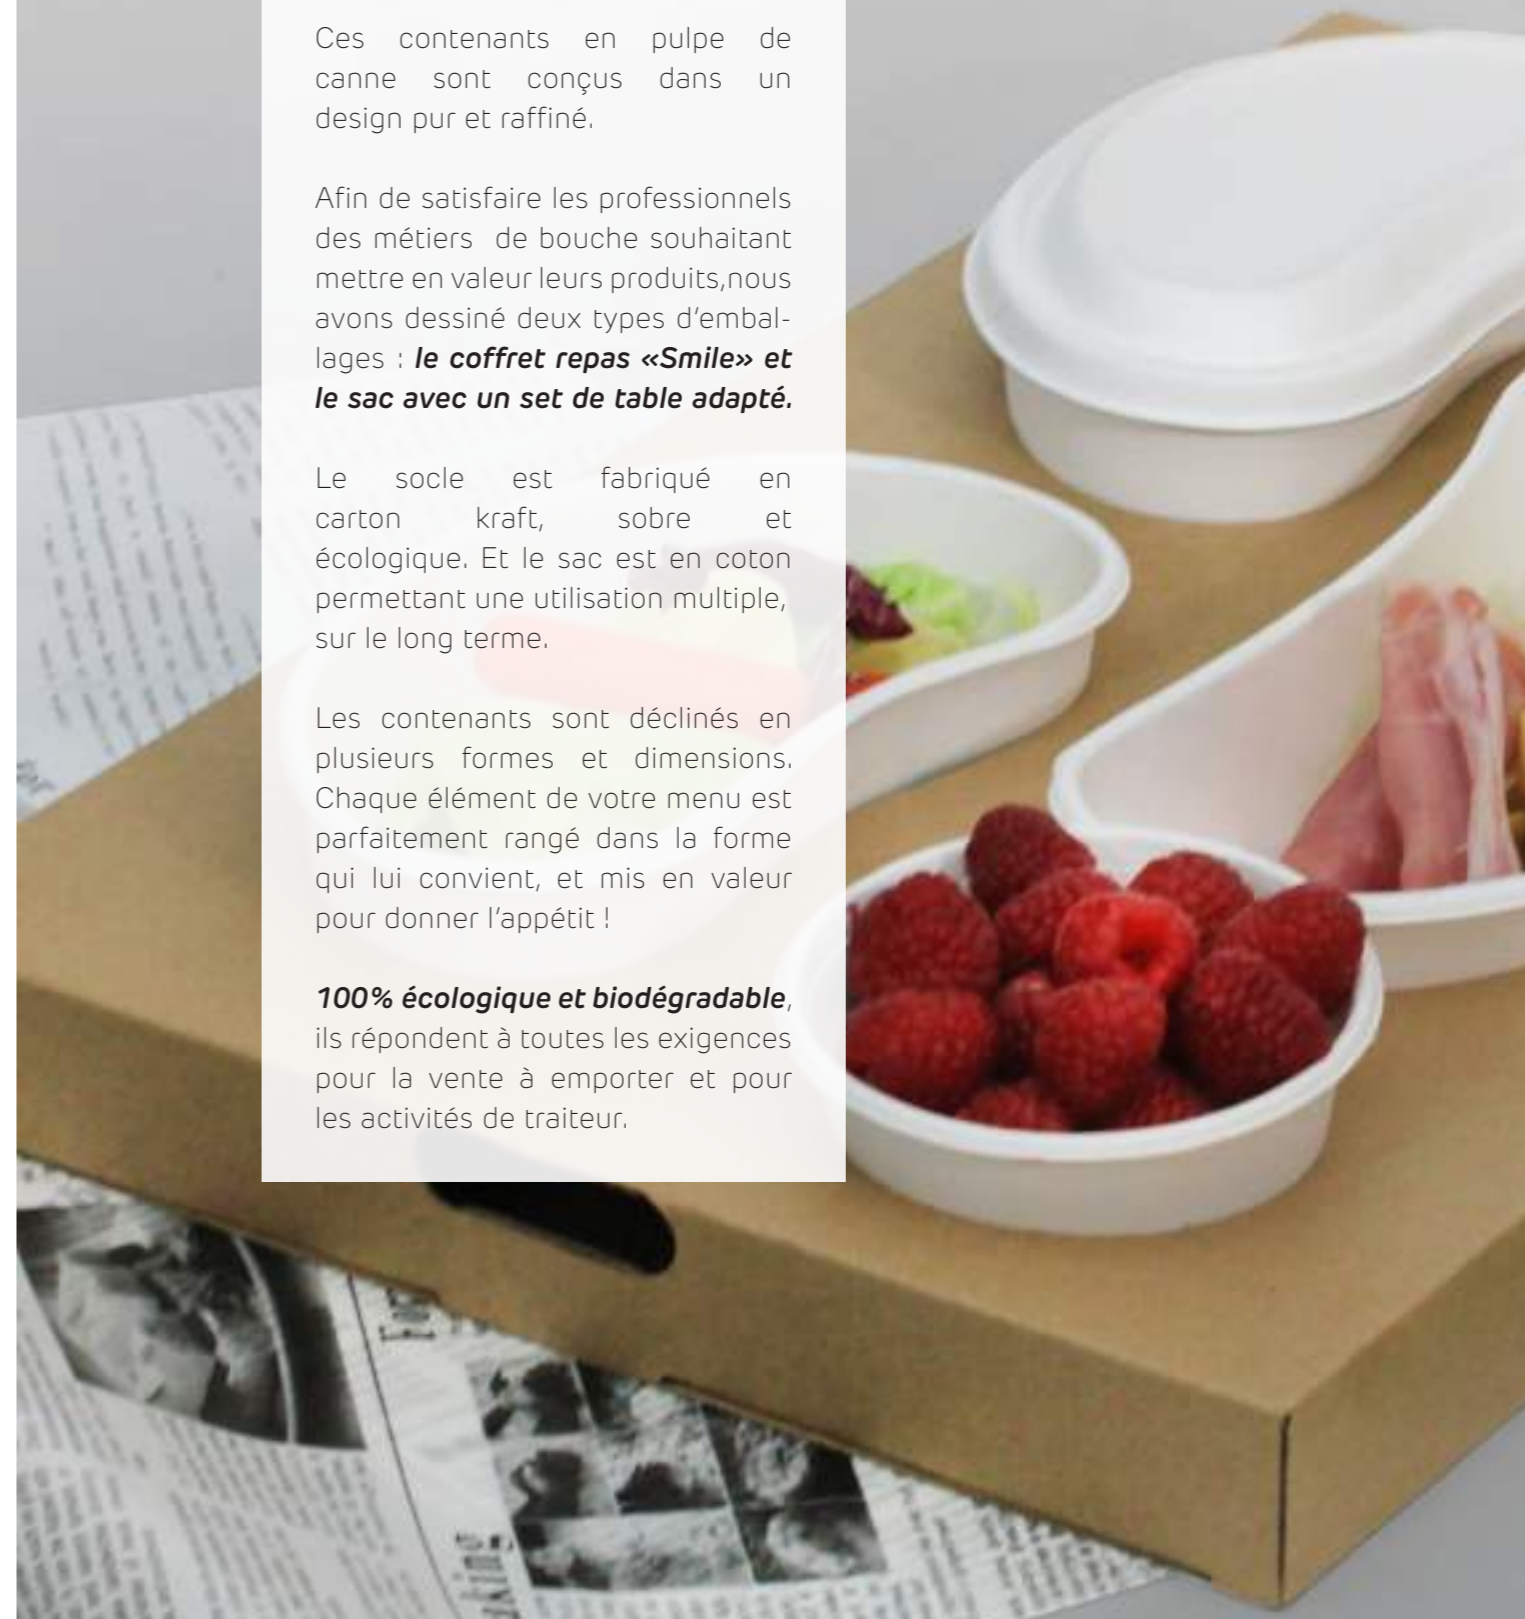 Ces contenants en pulpe de
canne sont conçus dans un
design pur et raffiné.
Afin de satisfaire les professionnels
des métiers de bouche souhaitant
mettre en valeur leurs produits,nous
avons dessiné deux types d’embal-
lages : le coffret repas «Smile» et
le sac avec un set de table adapté.
Le socle est fabriqué en
carton kraft, sobre et
écologique. Et le sac est en coton
permettant une utilisation multiple,
sur le long terme.
Les contenants sont déclinés en
plusieurs formes et dimensions.
Chaque élément de votre menu est
parfaitement rangé dans la forme
qui lui convient, et mis en valeur
pour donner l’appétit !
100% écologique et biodégradable,
ils répondent à toutes les exigences
pour la vente à emporter et pour
les activités de traiteur.